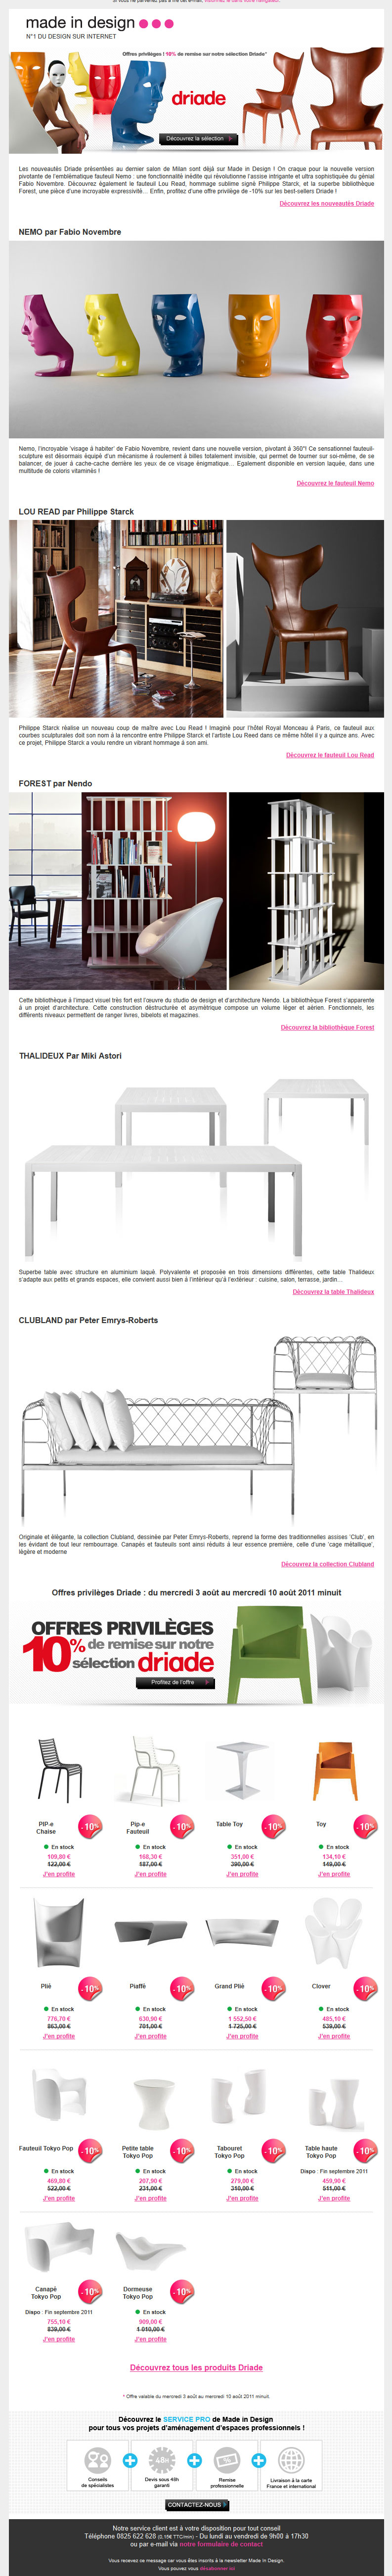 Si vous ne parvenez pas à lire cet e-mail, visionnez-le dans votre navigateur.
made in design
N°1 DU DESIGN SUR INTERNET
Offres privilèges ! 10% de remise sur notre sélection Driade*
driade
Découvrez la sélection
Les nouveautés Driade présentées au dernier salon de Milan sont déjà sur Made in Design ! On craque pour la nouvelle version
pivotante de l'emblématique fauteuil Nemo : une fonctionnalité inédite qui révolutionne l'assise intrigante et ultra sophistiquée du génial
Fabio Novembre. Découvrez également le fauteuil Lou Read, hommage sublime signé Philippe Starck, et la superbe bibliothèque
Forest, une pièce d'une incroyable expressivité… Enfin, profitez d'une offre privilège de -10% sur les best-sellers Driade !
Découvrez les nouveautés Driade
NEMO par Fabio Novembre
Nemo, l'incroyable 'visage à habiter' de Fabio Novembre, revient dans une nouvelle version, pivotant à 360°! Ce sensationnel fauteuil-
sculpture est désormais équipé d'un mécanisme à roulement à billes totalement invisible, qui permet de tourner sur soi-même, de se
balancer, de jouer à cache-cache derrière les yeux de ce visage énigmatique… Egalement disponible en version laquée, dans une
multitude de coloris vitaminés !
Découvrez le fauteuil Nemo
LOU READ par Philippe Starck
Philippe Starck réalise un nouveau coup de maître avec Lou Read ! Imaginé pour l'hôtel Royal Monceau à Paris, ce fauteuil aux
courbes sculpturales doit son nom à la rencontre entre Philippe Starck et l'artiste Lou Reed dans ce même hôtel il y a quinze ans. Avec
ce projet, Philippe Starck a voulu rendre un vibrant hommage à son ami.
Découvrez le fauteuil Lou Read
FOREST par Nendo
Cette bibliothèque à l'impact visuel très fort est l'œuvre du studio de design et d'architecture Nendo. La bibliothèque Forest s'apparente
à un projet d'architecture. Cette construction déstructurée et asymétrique compose un volume léger et aérien. Fonctionnels, les
différents niveaux permettent de ranger livres, bibelots et magazines.
Découvrez la bibliothèque Forest
THALIDEUX Par Miki Astori
Superbe table avec structure en aluminium laqué. Polyvalente et proposée en trois dimensions différentes, cette table Thalideux
s'adapte aux petits et grands espaces, elle convient aussi bien à l'intérieur qu'à l'extérieur : cuisine, salon, terrasse, jardin…
Découvrez la table Thalideux
CLUBLAND par Peter Emrys-Roberts
Originale et élégante, la collection Clubland, dessinée par Peter Emrys-Roberts, reprend la forme des traditionnelles assises 'Club', en
les évidant de tout leur rembourrage. Canapés et fauteuils sont ainsi réduits à leur essence première, celle d'une 'cage métallique',
légère et moderne
Découvrez la collection Clubland
Offres privilèges Driade : du mercredi 3 août au mercredi 10 août 2011 minuit
OFFRES PRIVILÈGES
10% de remise sur notre
sélection driade
Profitez de l'offre
PIP-e Chaise -10% Pip-e Fauteuil -10% Table Toy -10% Toy -10%
En stock En stock En stock En stock
109,80 € 168,30 € 351,00 € 134,10 €
122,00 € 187,00 € 390,00 € 149,00 €
J'en profite J'en profite J'en profite J'en profite
Plié -10% Piaffé -10% Grand Plié -10% Clover -10%
En stock En stock En stock En stock
776,70 € 630,90 € 1 552,50 € 485,10 €
863,00 € 701,00 € 1 725,00 € 539,00 €
J'en profite J'en profite J'en profite J'en profite
Fauteuil Tokyo Pop -10% Petite table Tokyo Pop -10% Tabouret Tokyo Pop -10% Table haute Tokyo Pop -10%
En stock En stock En stock Dispo : Fin septembre 2011
469,80 € 207,90 € 279,00 € 459,90 €
522,00 € 231,00 € 310,00 € 511,00 €
J'en profite J'en profite J'en profite J'en profite
Canapé Tokyo Pop -10% Dormeuse Tokyo Pop -10%
Dispo : Fin septembre 2011 En stock
755,10 € 909,00 €
839,00 € 1 010,00 €
J'en profite J'en profite
Découvrez tous les produits Driade
* Offre valable du mercredi 3 août au mercredi 10 août 2011 minuit.
Découvrez le SERVICE PRO de Made in Design
pour tous vos projets d'aménagement d'espaces professionnels !
48H %
Conseils de spécialistes Devis sous 48h garanti Remise professionnelle Livraison à la carte France et international
CONTACTEZ-NOUS
Notre service client est à votre disposition pour tout conseil
Téléphone 0825 622 628 (0,15€ TTC/min) - Du lundi au vendredi de 9h00 à 17h30
ou par e-mail via notre formulaire de contact
Vous recevez ce message car vous êtes inscrits à la newsletter Made In Design.
Vous pouvez vous désabonner ici